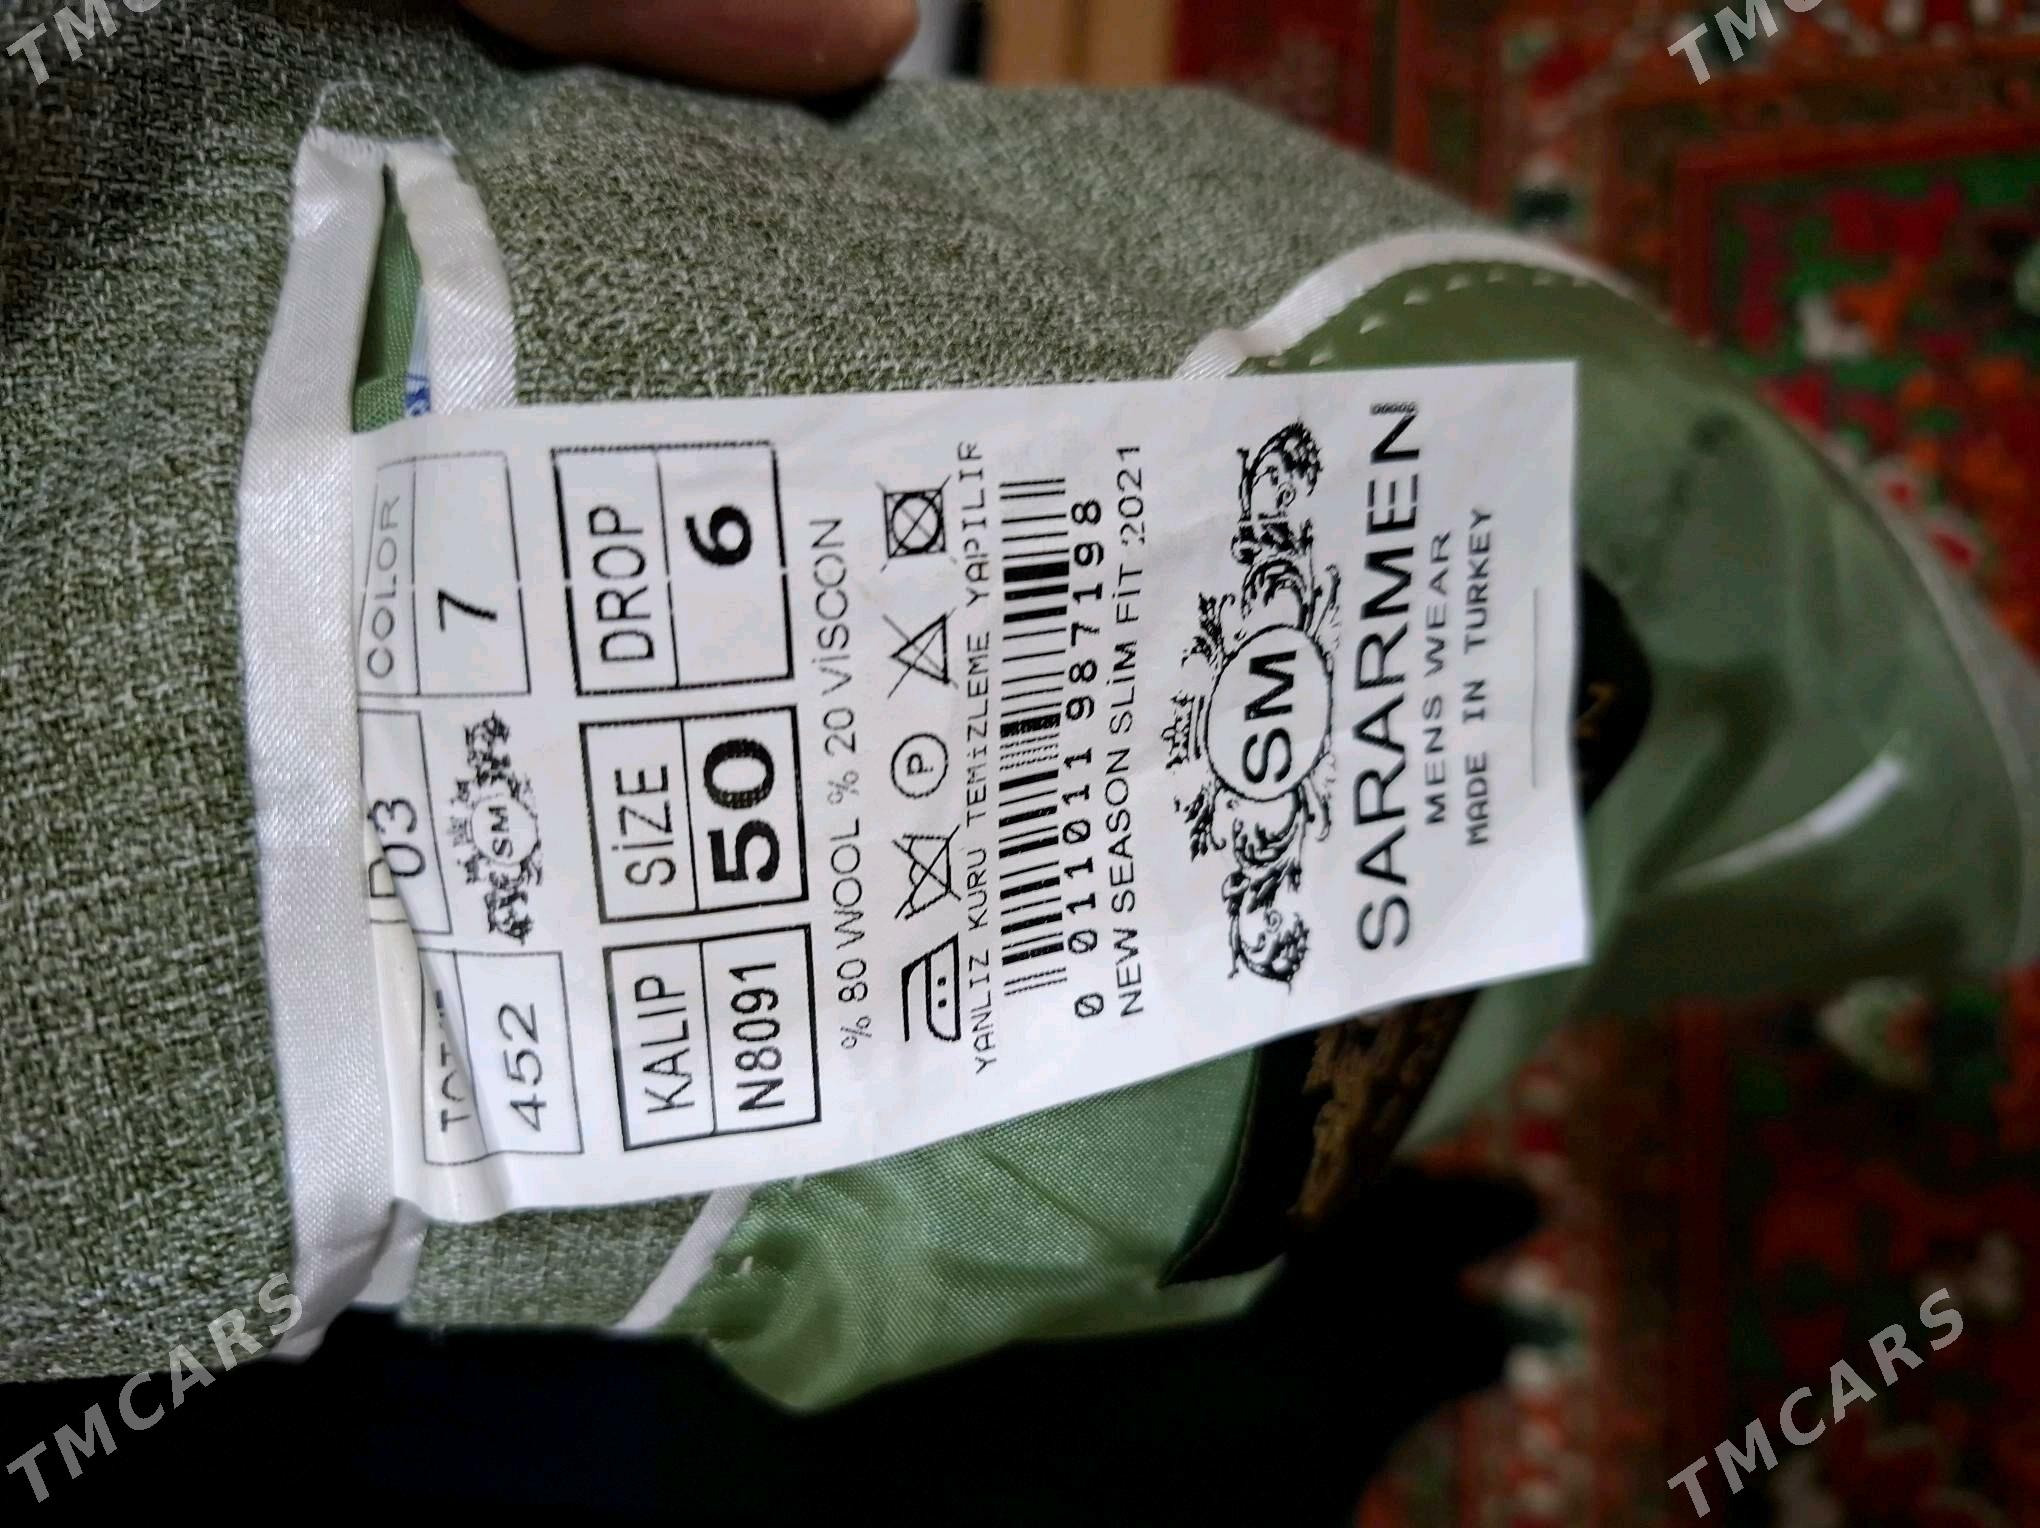 COLOR
7
03
452
SM
KALIP
N8091
SİZE
50
DROP
6
% 80 WOOL % 20 VİSCON
P
YANLIZ KURU TEMİZLEME YAPILIR
0 011011 987198
NEW SEASON SLİM FİT 2021
SM
SARARMEN
MENS WEAR
MADE IN TURKEY
TMCARS
TMCARS